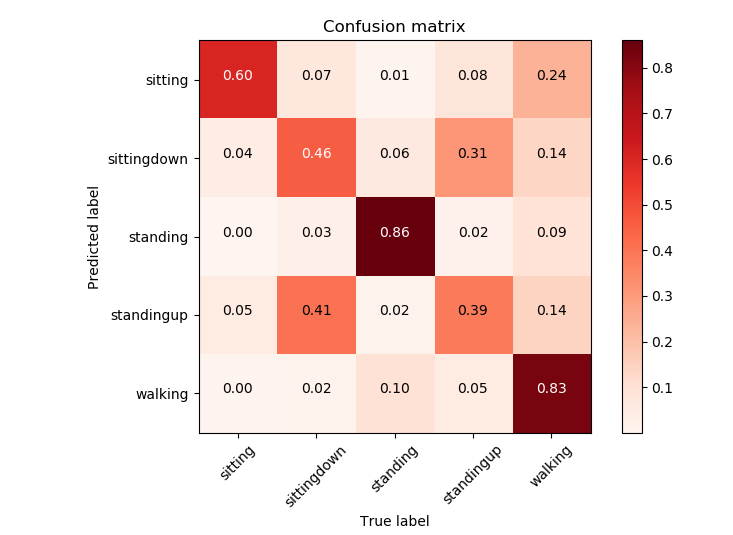 Confusion matrix
sitting 0.60 0.07 0.01 0.08 0.24
sittingdown 0.04 0.46 0.06 0.31 0.14
standing 0.00 0.03 0.86 0.02 0.09
standingup 0.05 0.41 0.02 0.39 0.14
walking 0.00 0.02 0.10 0.05 0.83
Predicted label
sitting sittingdown standing standingup walking
True label
0.8
0.7
0.6
0.5
0.4
0.3
0.2
0.1